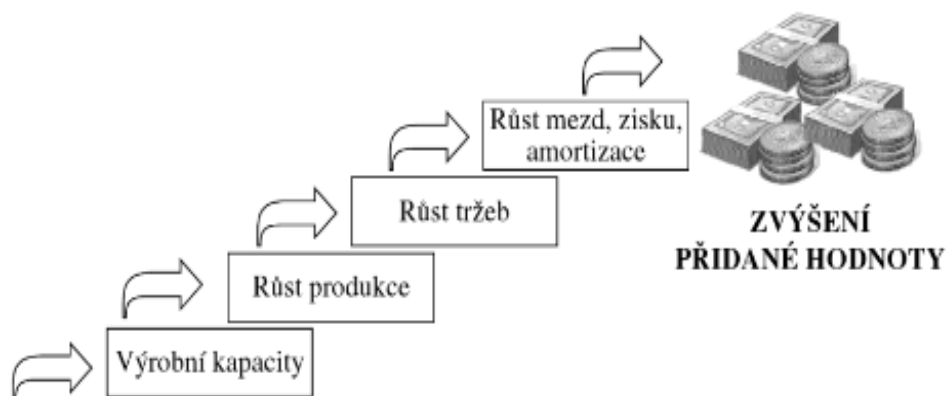 Růst mezd, zisku,
amortizace
Růst tržeb
ZVÝŠENÍ
PŘIDANÉ HODNOTY
Růst produkce
Výrobní kapacity